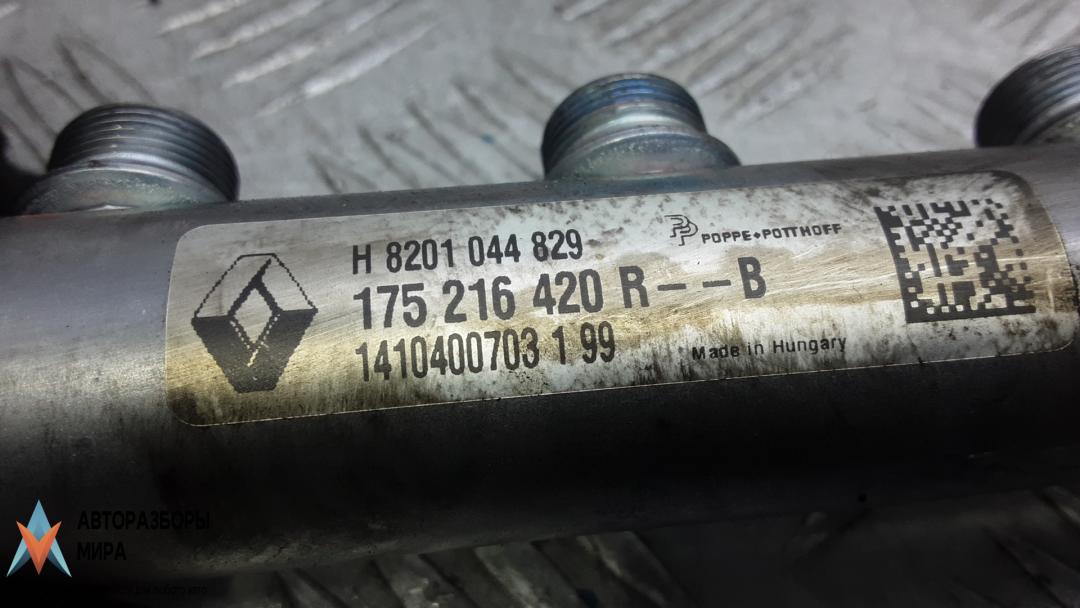 H 8201 044 829
POPPE+POTTHOFF
175 216 420 R--B
1410400703 1 99
Made in Hungary
АВТОРАЗБОРЫ
МИРА